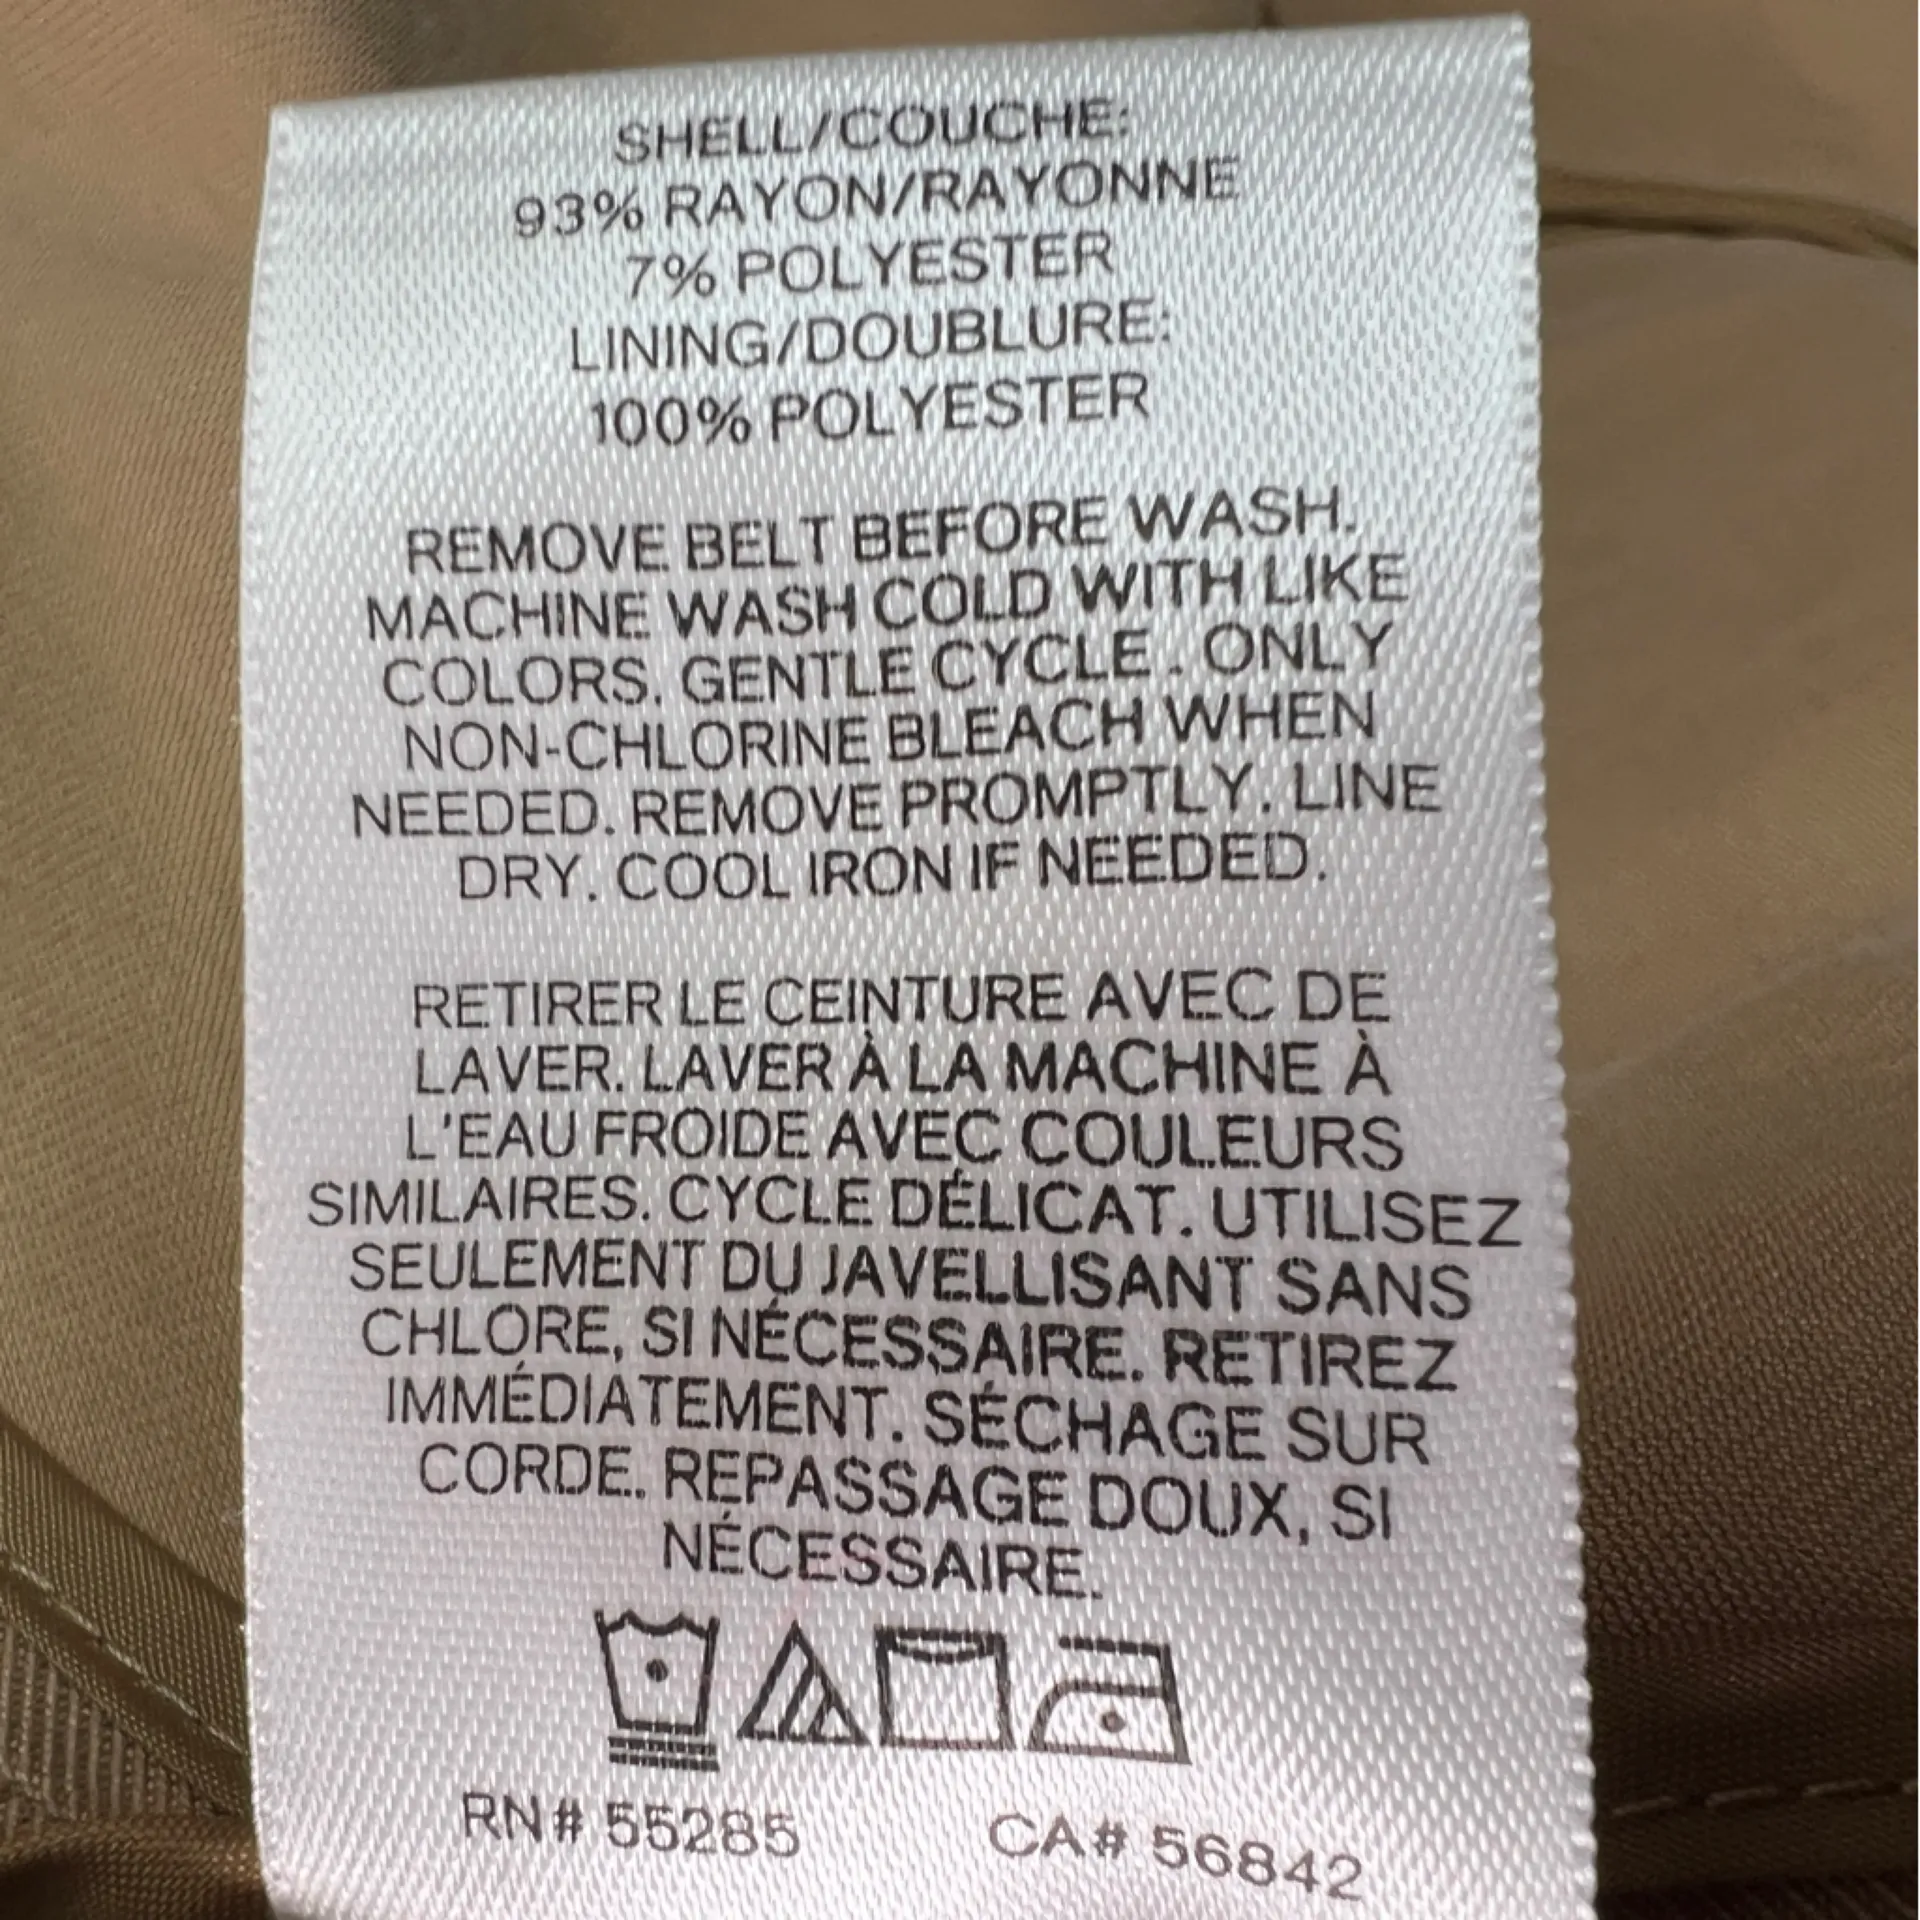 SHELL/COUCHE:
93% RAYON/RAYONNE
7% POLYESTER
LINING/DOUBLURE:
100% POLYESTER
REMOVE BELT BEFORE WASH.
MACHINE WASH COLD WITH LIKE
COLORS. GENTLE CYCLE. ONLY
NON-CHLORINE BLEACH WHEN
NEEDED. REMOVE PROMPTLY. LINE
DRY. COOL IRON IF NEEDED.
RETIRER LE CEINTURE AVEC DE
LAVER. LAVER À LA MACHINE À
L'EAU FROIDE AVEC COULEURS
SIMILAIRES. CYCLE DÉLICAT. UTILISEZ
SEULEMENT DU JAVELLISANT SANS
CHLORE, SI NÉCESSAIRE. RETIREZ
IMMÉDIATEMENT. SÉCHAGE SUR
CORDE. REPASSAGE DOUX, SI
NÉCESSAIRE.
RN# 55285 CA# 56842